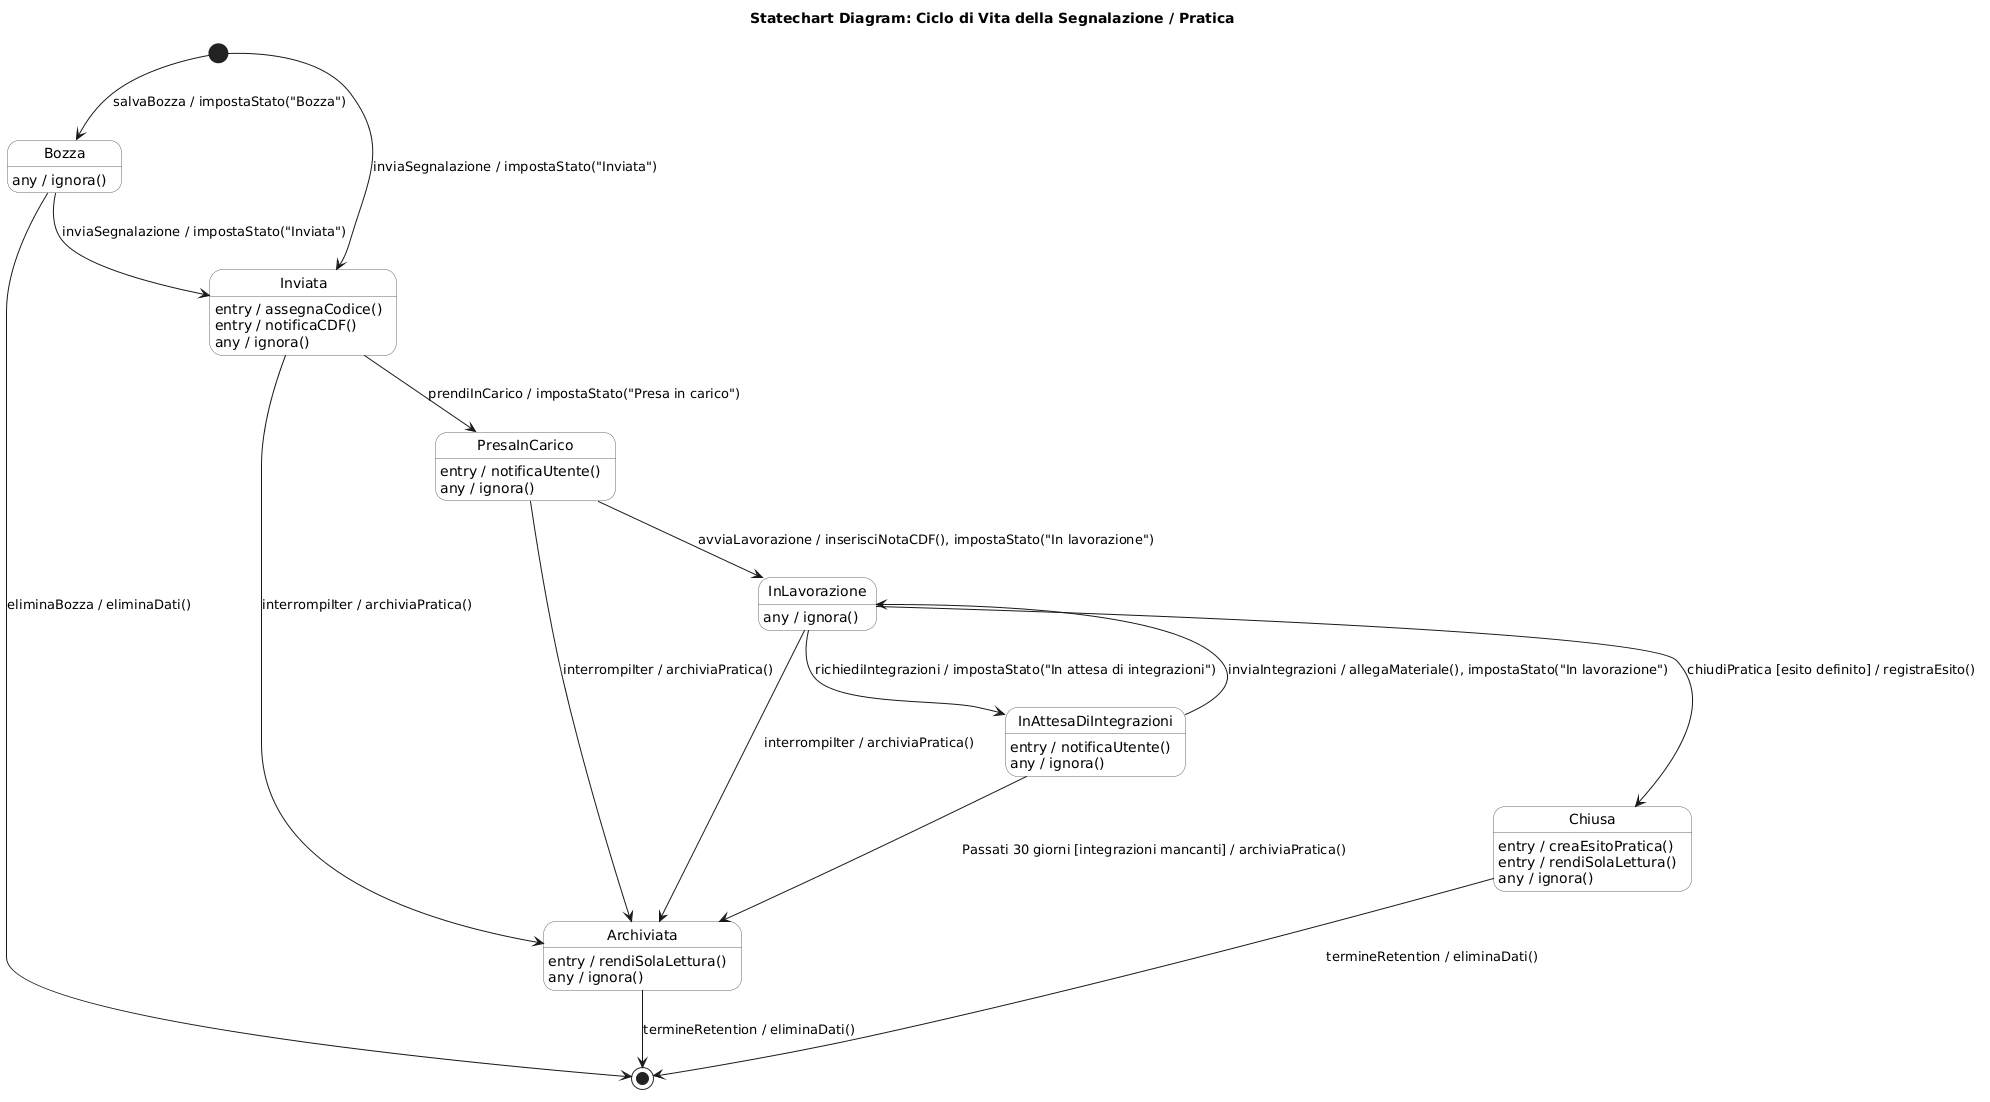 Statechart Diagram: Ciclo di Vita della Segnalazione / Pratica
salvaBozza / impostaStato("Bozza")
Bozza
any / ignora()
inviaSegnalazione / impostaStato("Inviata")
inviaSegnalazione / impostaStato("Inviata")
Inviata
entry / assegnaCodice()
entry / notificaCDF()
any / ignora()
prendiInCarico / impostaStato("Presa in carico")
PresaInCarico
entry / notificaUtente()
any / ignora()
avviaLavorazione / inserisciNotaCDF(), impostaStato("In lavorazione")
InLavorazione
any / ignora()
eliminaBozza / eliminaDati()
interrompiIter / archiviaPratica()
interrompiIter / archiviaPratica()
richiediIntegrazioni / impostaStato("In attesa di integrazioni")
inviaIntegrazioni / allegaMateriale(), impostaStato("In lavorazione")
chiudiPratica [esito definito] / registraEsito()
interrompiIter / archiviaPratica()
InAttesaDiIntegrazioni
entry / notificaUtente()
any / ignora()
Chiusa
entry / creaEsitoPratica()
entry / rendiSolaLettura()
any / ignora()
Passati 30 giorni [integrazioni mancanti] / archiviaPratica()
Archiviata
entry / rendiSolaLettura()
any / ignora()
termineRetention / eliminaDati()
termineRetention / eliminaDati()